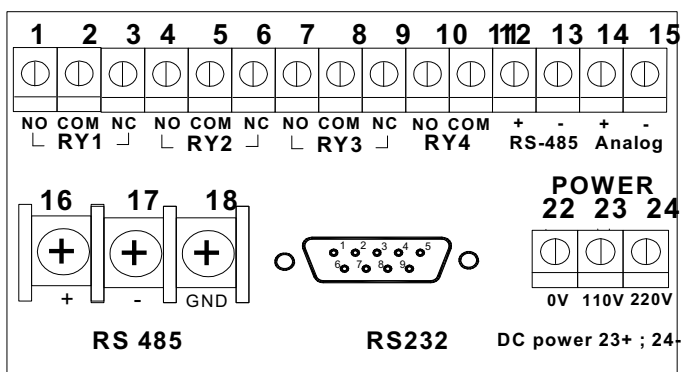 1 2 3 4 5 6 7 8 9 10 11 12 13 14 15
NO COM NC NO COM NC NO COM NC NO COM + - + -
RY1 RY2 RY3 RY4 RS-485 Analog
POWER
16 17 18 22 23 24
1 2 3 4 5
6 7 8 9
+ - GND 0V 110V 220V
RS 485 RS232 DC power 23+ ; 24-